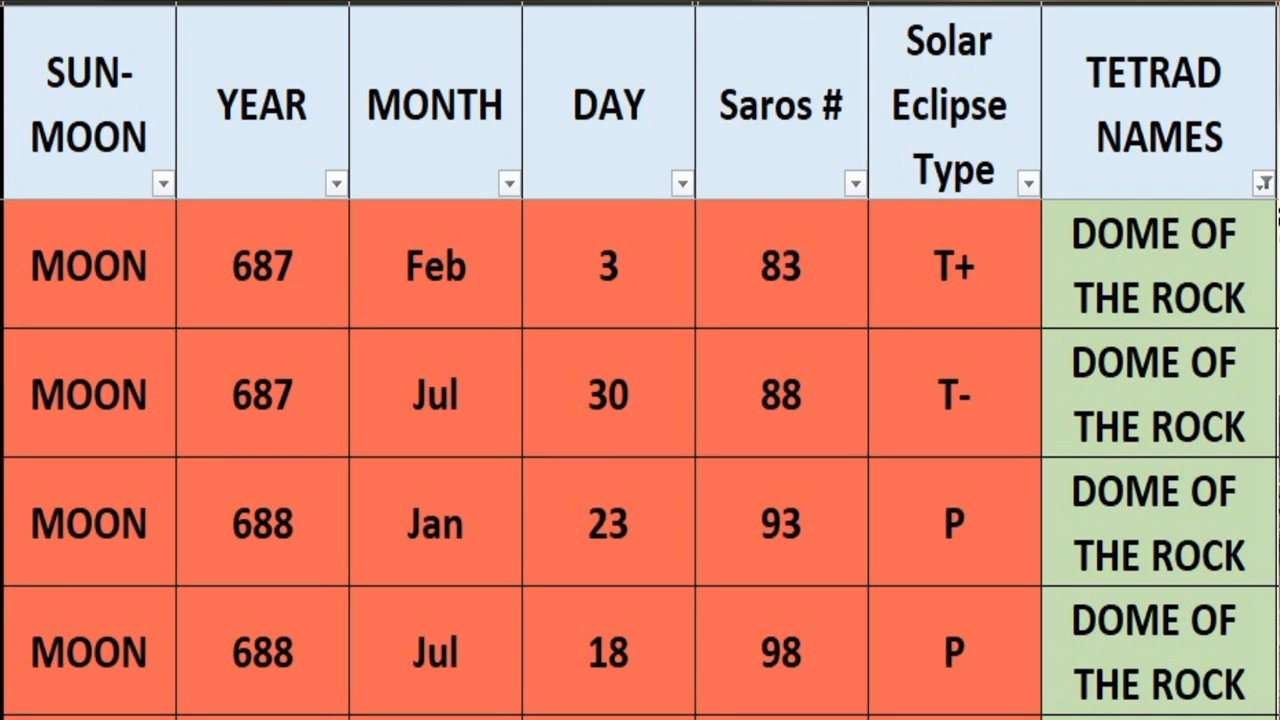 SUN-
MOON
YEAR
MONTH
DAY
Saros #
Solar
Eclipse
Type
TETRAD
NAMES
MOON 687 Feb 3 83 T+ DOME OF
THE ROCK
MOON 687 Jul 30 88 T- DOME OF
THE ROCK
MOON 688 Jan 23 93 P DOME OF
THE ROCK
MOON 688 Jul 18 98 P DOME OF
THE ROCK